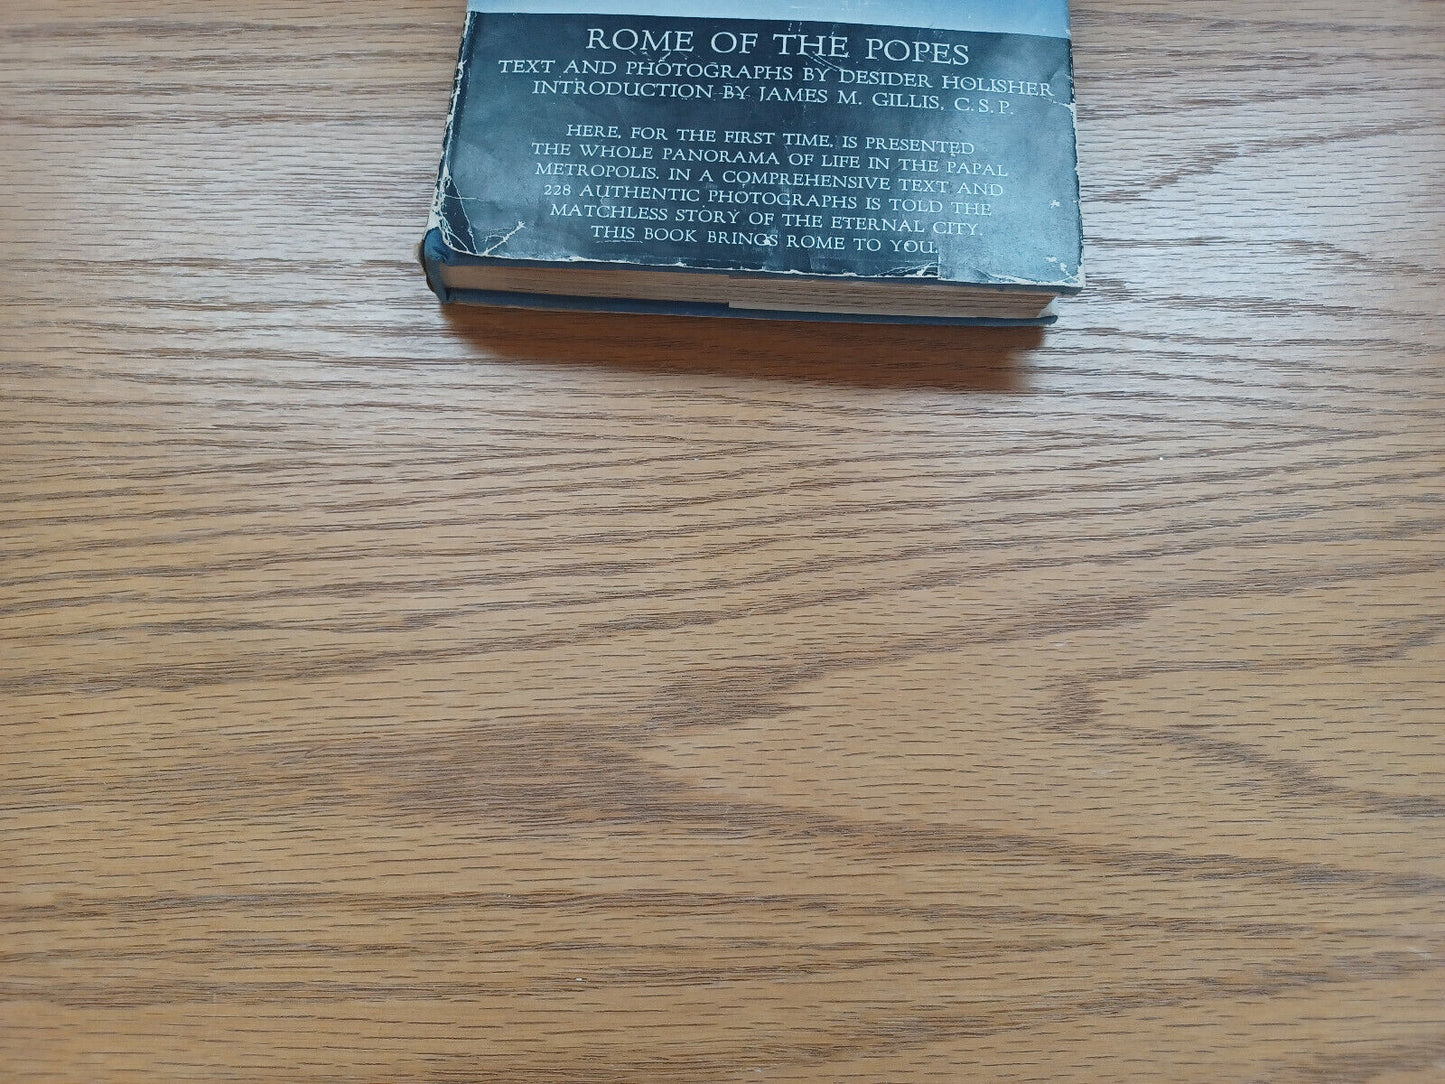 ROME OF THE POPES
TEXT AND PHOTOGRAPHS BY DESIDER HOLISHER
INTRODUCTION BY JAMES M. GILLIS, C.S.P.
HERE, FOR THE FIRST TIME, IS PRESENTED
THE WHOLE PANORAMA OF LIFE IN THE PAPAL
METROPOLIS. IN A COMPREHENSIVE TEXT AND
228 AUTHENTIC PHOTOGRAPHS IS TOLD THE
MATCHLESS STORY OF THE ETERNAL CITY.
THIS BOOK BRINGS ROME TO YOU.